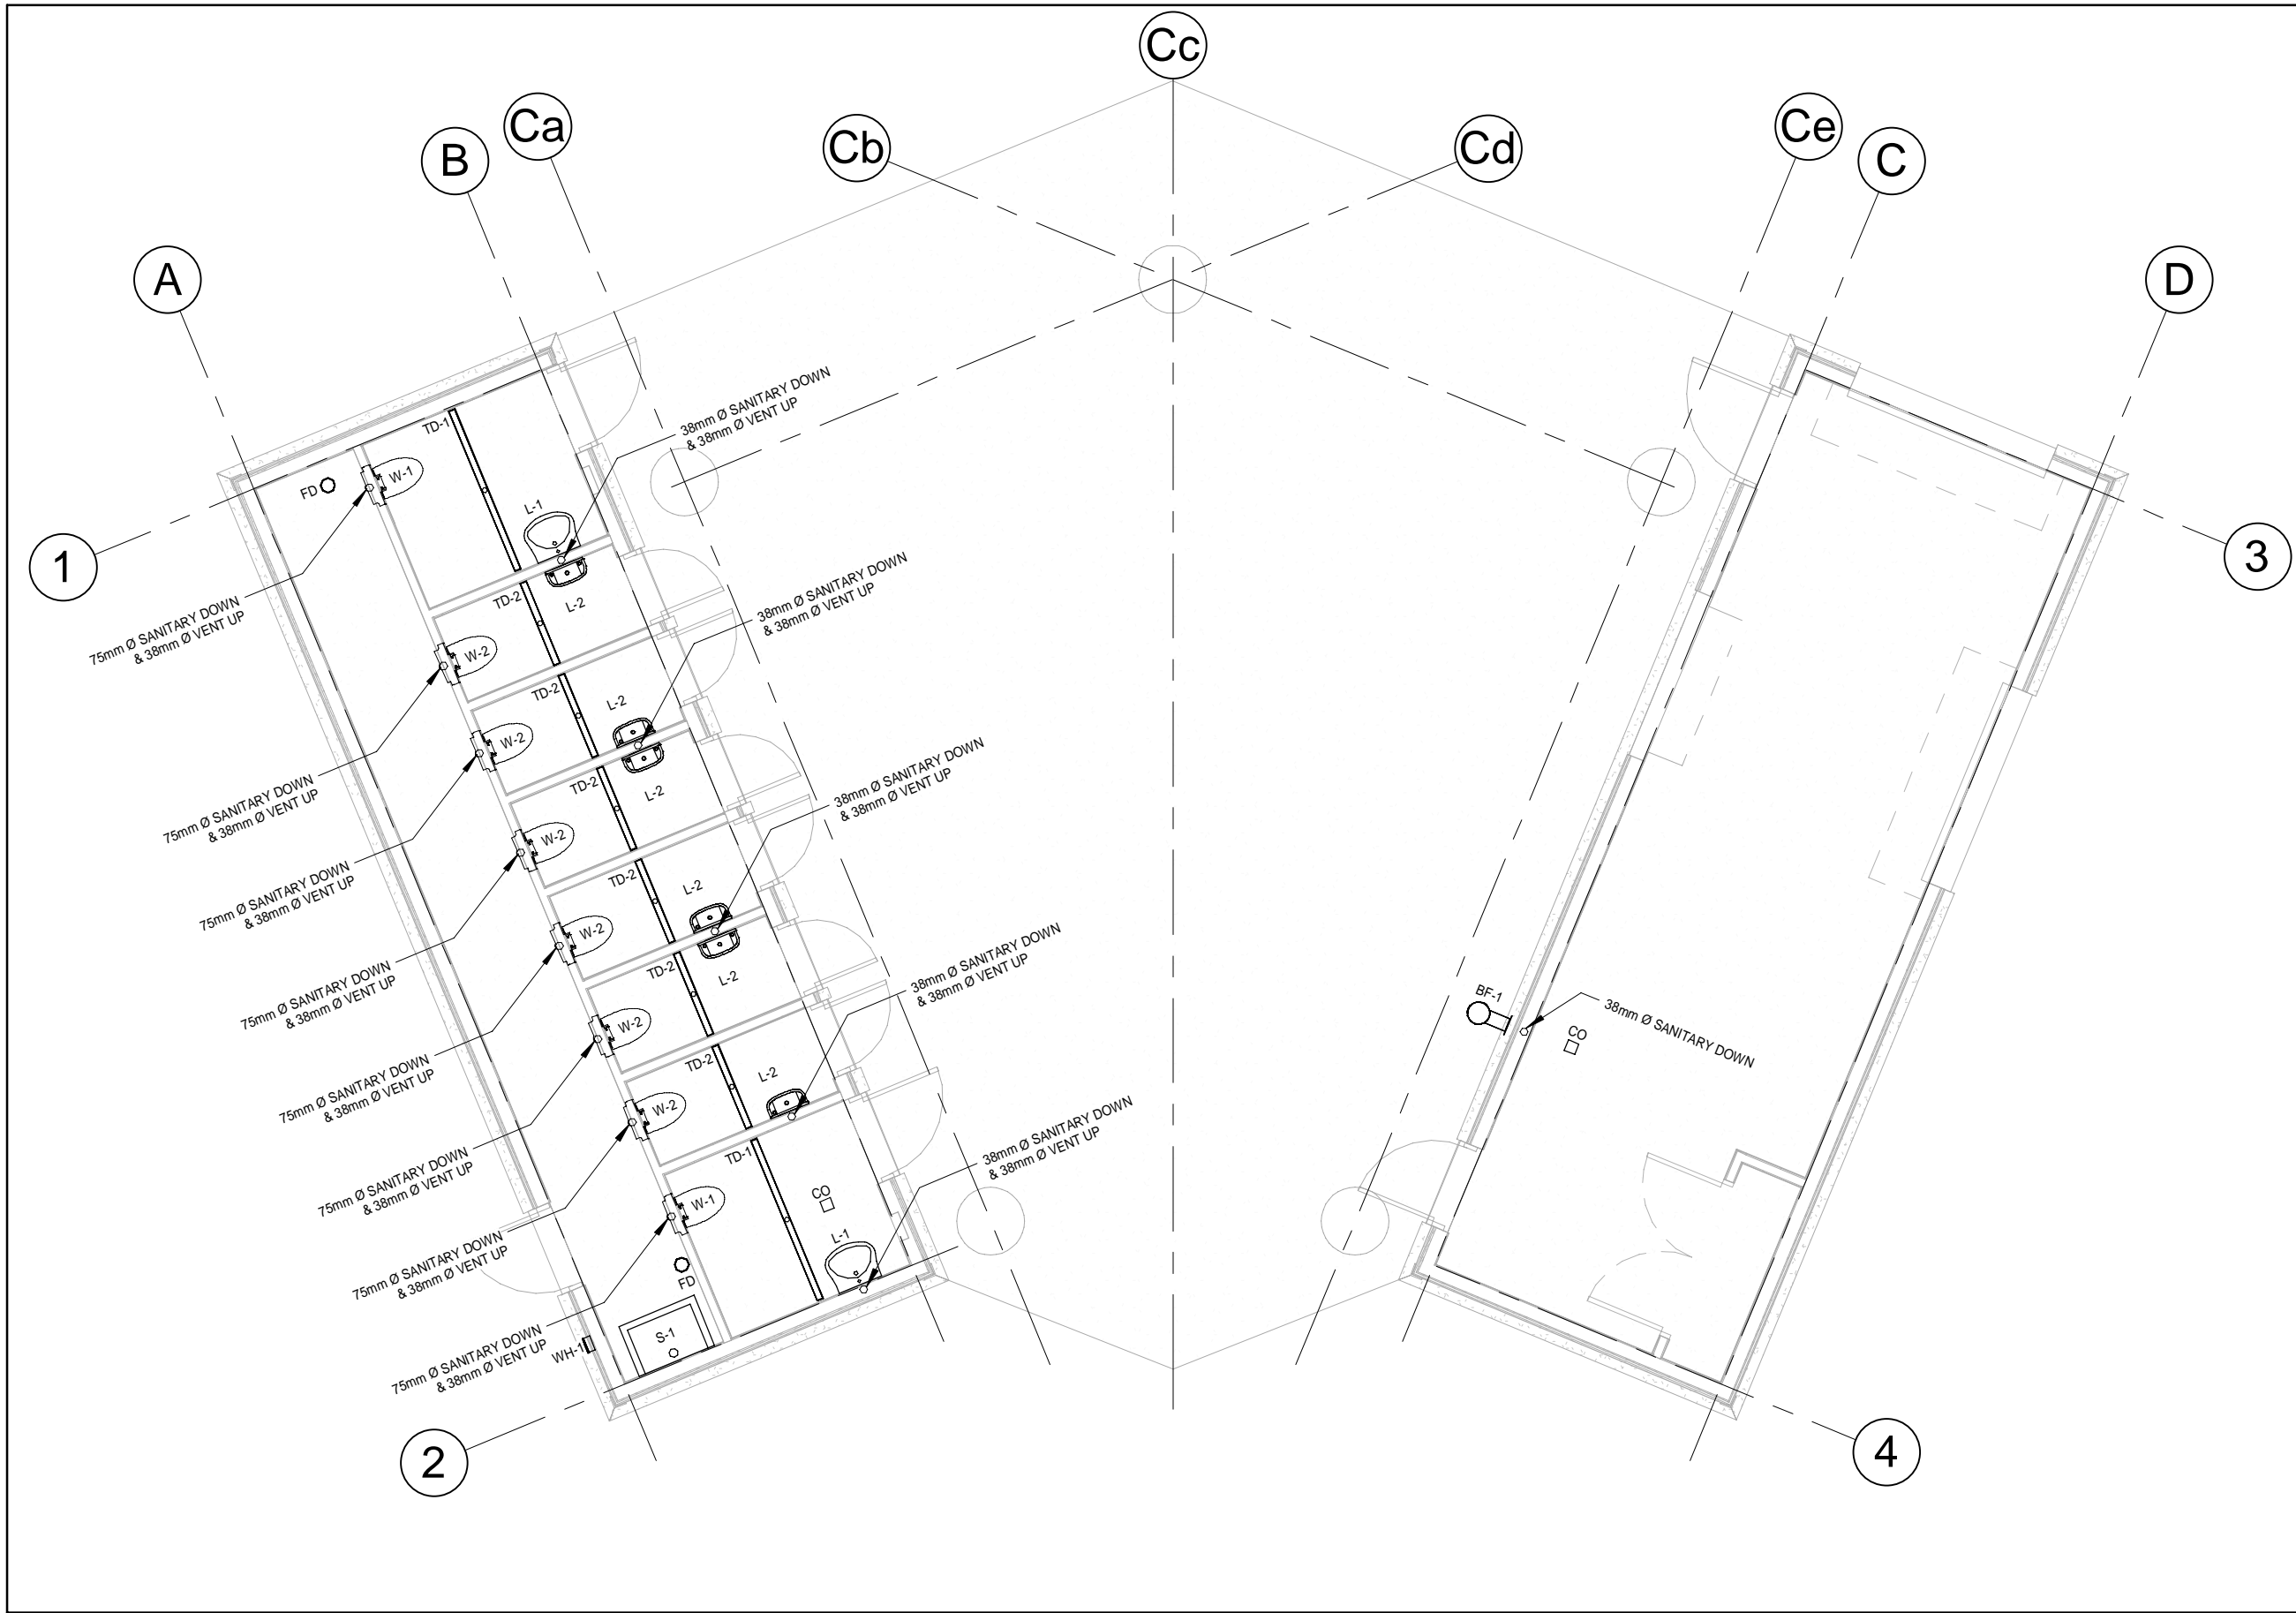 Cc
Ca
Ce
Cb
Cd
B
C
A
D
1
3
2
4
TD-1
38mm Ø SANITARY DOWN
& 38mm Ø VENT UP
FD
W-1
L-1
75mm Ø SANITARY DOWN
& 38mm Ø VENT UP
TD-2
L-2
38mm Ø SANITARY DOWN
& 38mm Ø VENT UP
W-2
TD-2
L-2
75mm Ø SANITARY DOWN
& 38mm Ø VENT UP
W-2
TD-2
L-2
38mm Ø SANITARY DOWN
& 38mm Ø VENT UP
75mm Ø SANITARY DOWN
& 38mm Ø VENT UP
W-2
TD-2
L-2
75mm Ø SANITARY DOWN
& 38mm Ø VENT UP
W-2
TD-2
L-2
38mm Ø SANITARY DOWN
& 38mm Ø VENT UP
75mm Ø SANITARY DOWN
& 38mm Ø VENT UP
W-2
TD-2
L-2
75mm Ø SANITARY DOWN
& 38mm Ø VENT UP
W-2
TD-1
38mm Ø SANITARY DOWN
& 38mm Ø VENT UP
75mm Ø SANITARY DOWN
& 38mm Ø VENT UP
W-1
CO
L-1
FD
75mm Ø SANITARY DOWN
& 38mm Ø VENT UP
S-1
WH-1
BF-1
38mm Ø SANITARY DOWN
CO